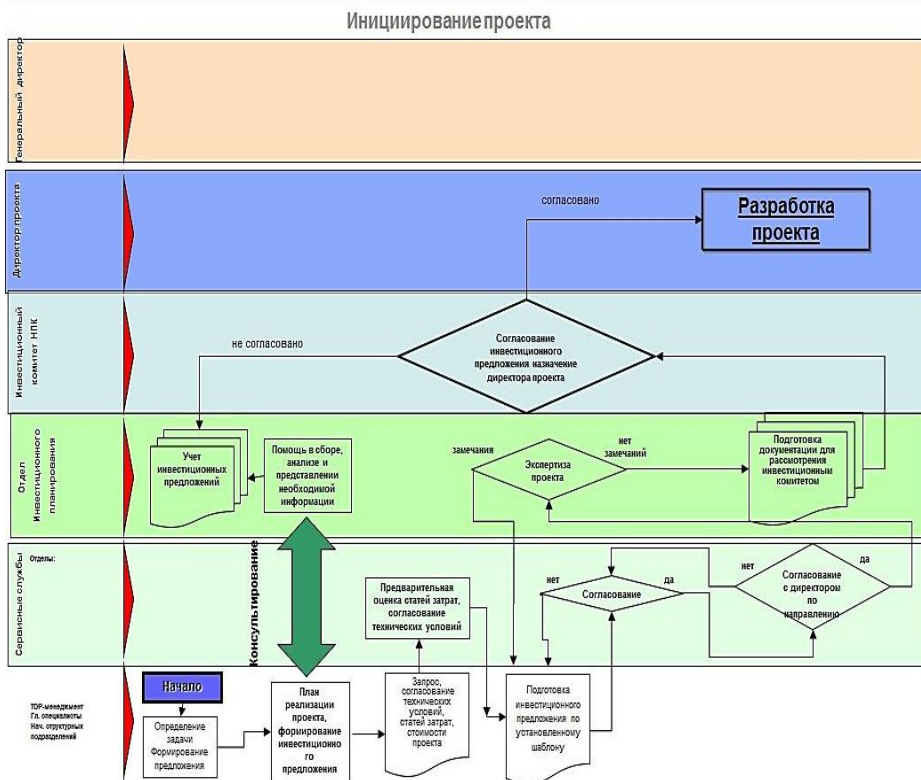 Инициирование проекта
Генеральный директор
Директор проекта
согласовано
Разработка
проекта
Инвестиционный
комитет НПК
не согласовано
Согласование
инвестиционного
предложения назначение
директора проекта
Отдел
Инвестиционного
планирования
Учет
инвестиционных
предложений
Помощь в сборе,
анализе и
представлении
необходимой
информации
замечания
Экспертиза
проекта
нет
замечаний
Подготовка
документации для
рассмотрения
инвестиционным
комитетом
Сервисные службы
Отделы:
Консультирование
Предварительная
оценка статей затрат,
согласование
технических условий
нет
Согласование
да
нет
Согласование
с директором
по
направлению
да
TOP-менеджмент
Гл. специалисты
Нач. структурных
подразделений
Начало
Определение
задачи
Формирование
предложения
План
реализации
проекта,
формирование
инвестиционно
го предложения
Запрос,
согласование
технических
условий,
статей затрат,
стоимости
проекта
Подготовка
инвестиционного
предложения по
установленному
шаблону